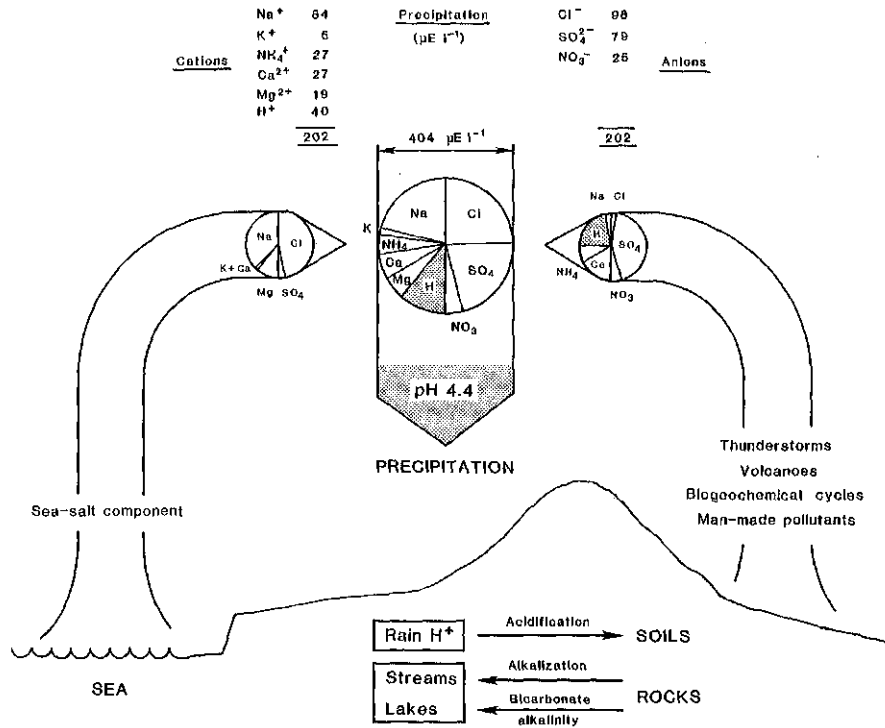 Na⁺ 84
K⁺ 5
NH₄⁺ 27
Ca²⁺ 27
Mg²⁺ 19
H⁺ 40
202
Cations
Precipitation
(µE l⁻¹)
Cl⁻ 98
SO₄²⁻ 79
NO₃⁻ 25
202
Anions
404 µE l⁻¹
Na
Cl
K+Ca
Mg
SO₄
K
Na
Cl
NH₄
Ca
Mg
H
SO₄
NO₃
Na
Cl
H
SO₄
Ca
NH₄
NO₃
pH 4.4
PRECIPITATION
Sea-salt component
Thunderstorms
Volcanoes
Biogeochemical cycles
Man-made pollutants
SEA
Rain H⁺
Acidification
SOILS
Streams
Lakes
Alkalization
Bicarbonate
alkalinity
ROCKS